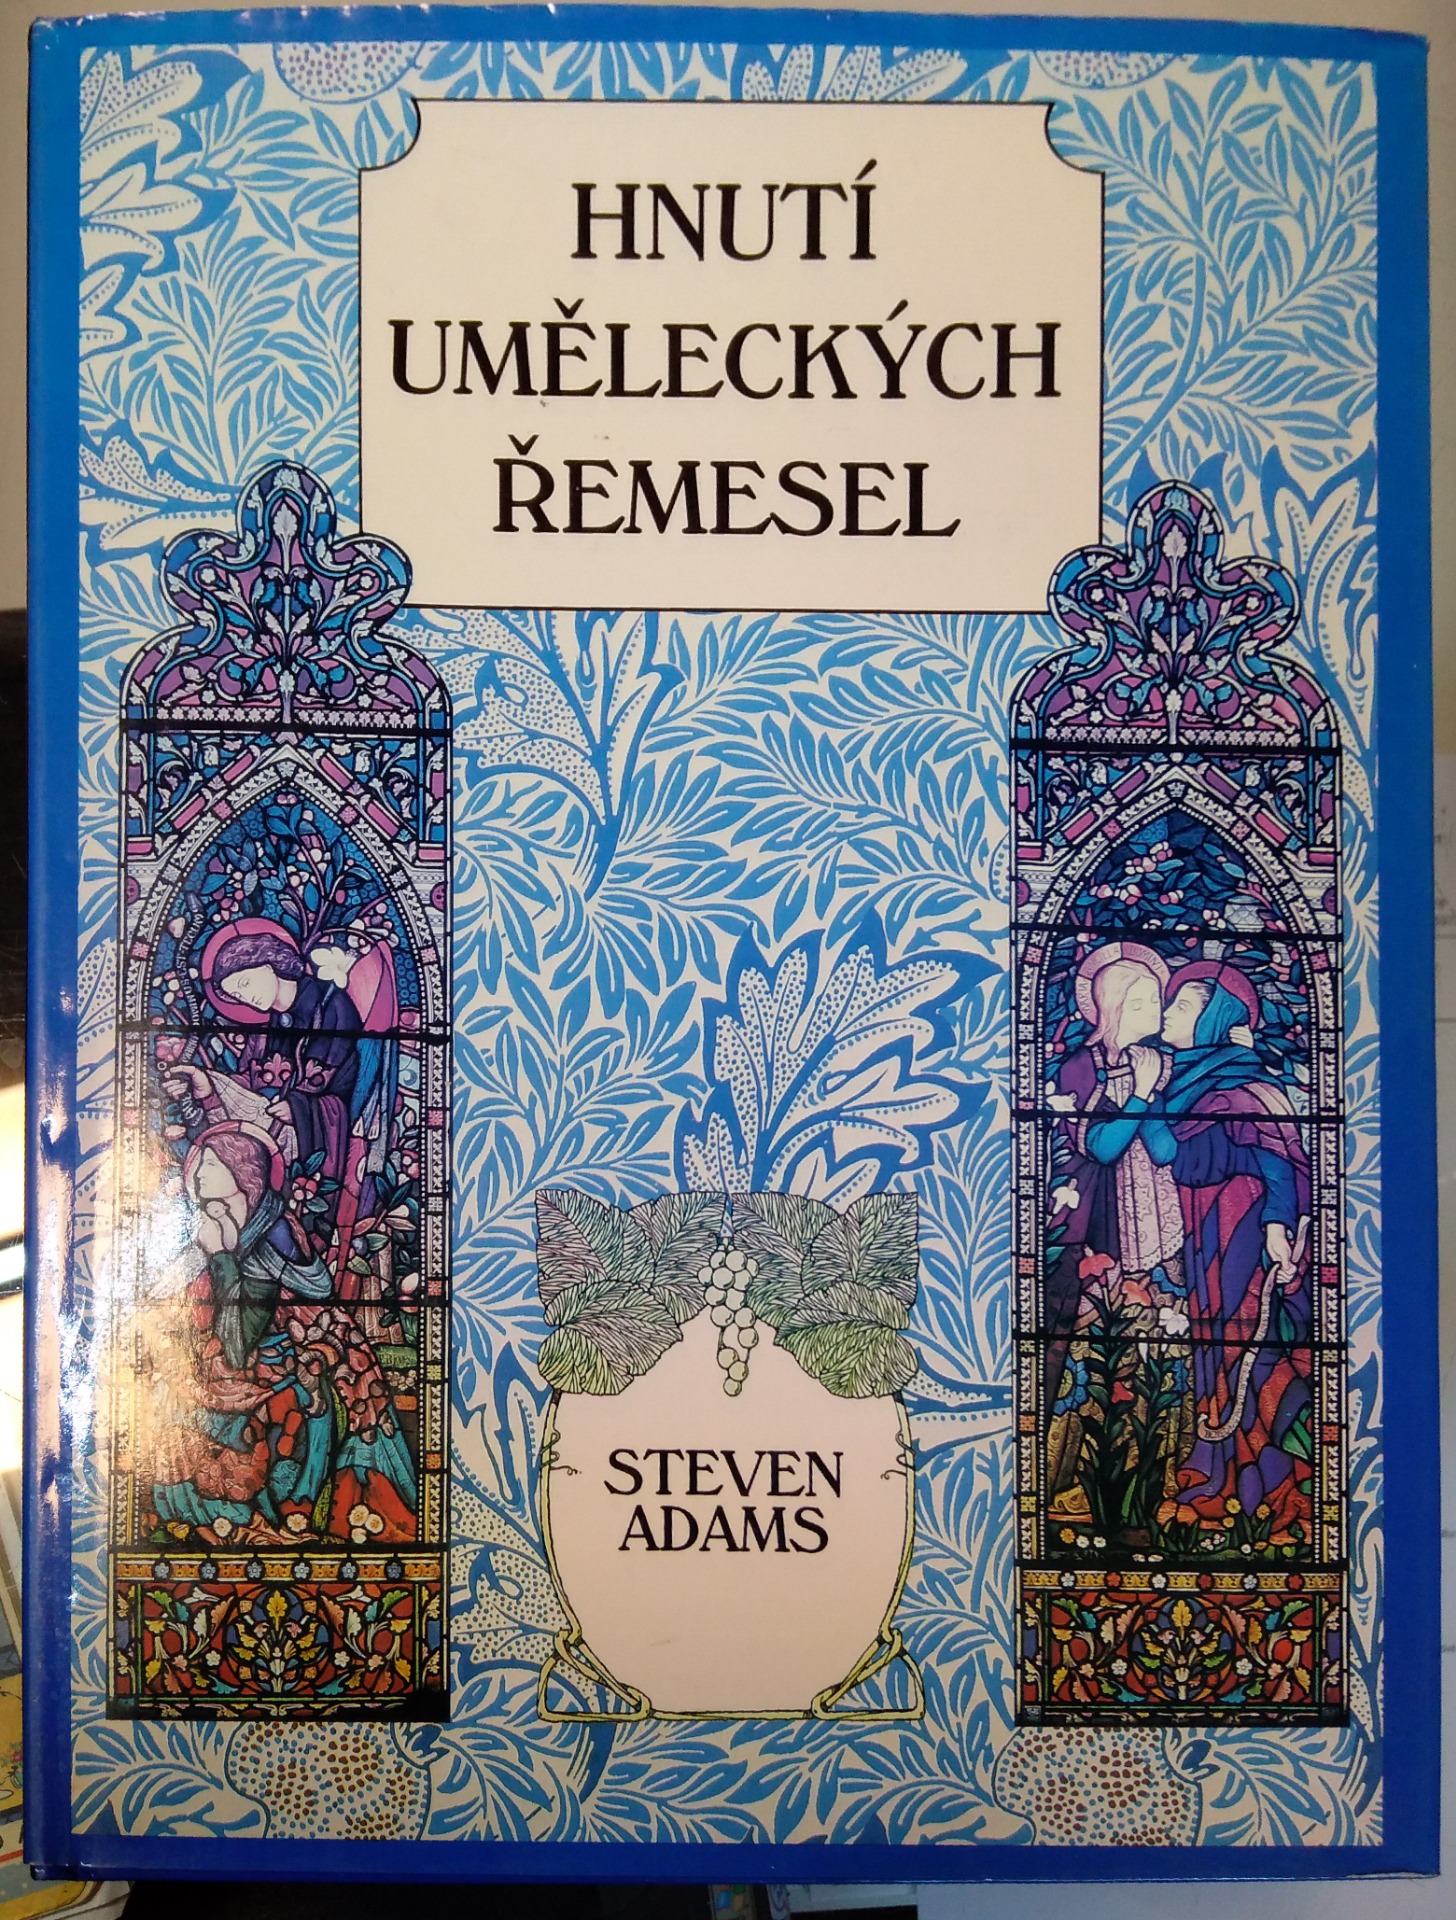 HNUTÍ
UMĚLECKÝCH
ŘEMESEL
STEVEN
ADAMS